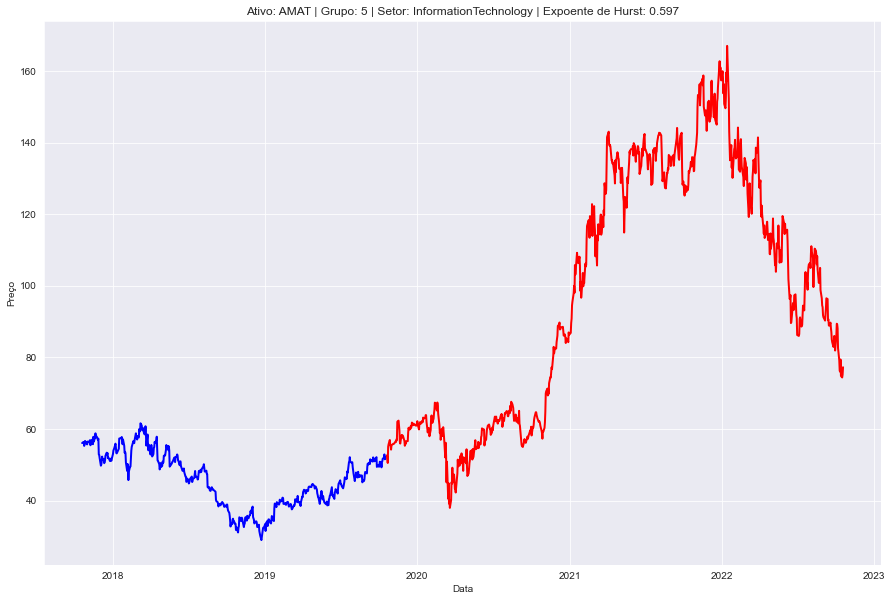 Ativo: AMAT | Grupo: 5 | Setor: InformationTechnology | Expoente de Hurst: 0.597
160
140
120
100
80
60
40
Preço
2018 2019 2020 2021 2022 2023
Data